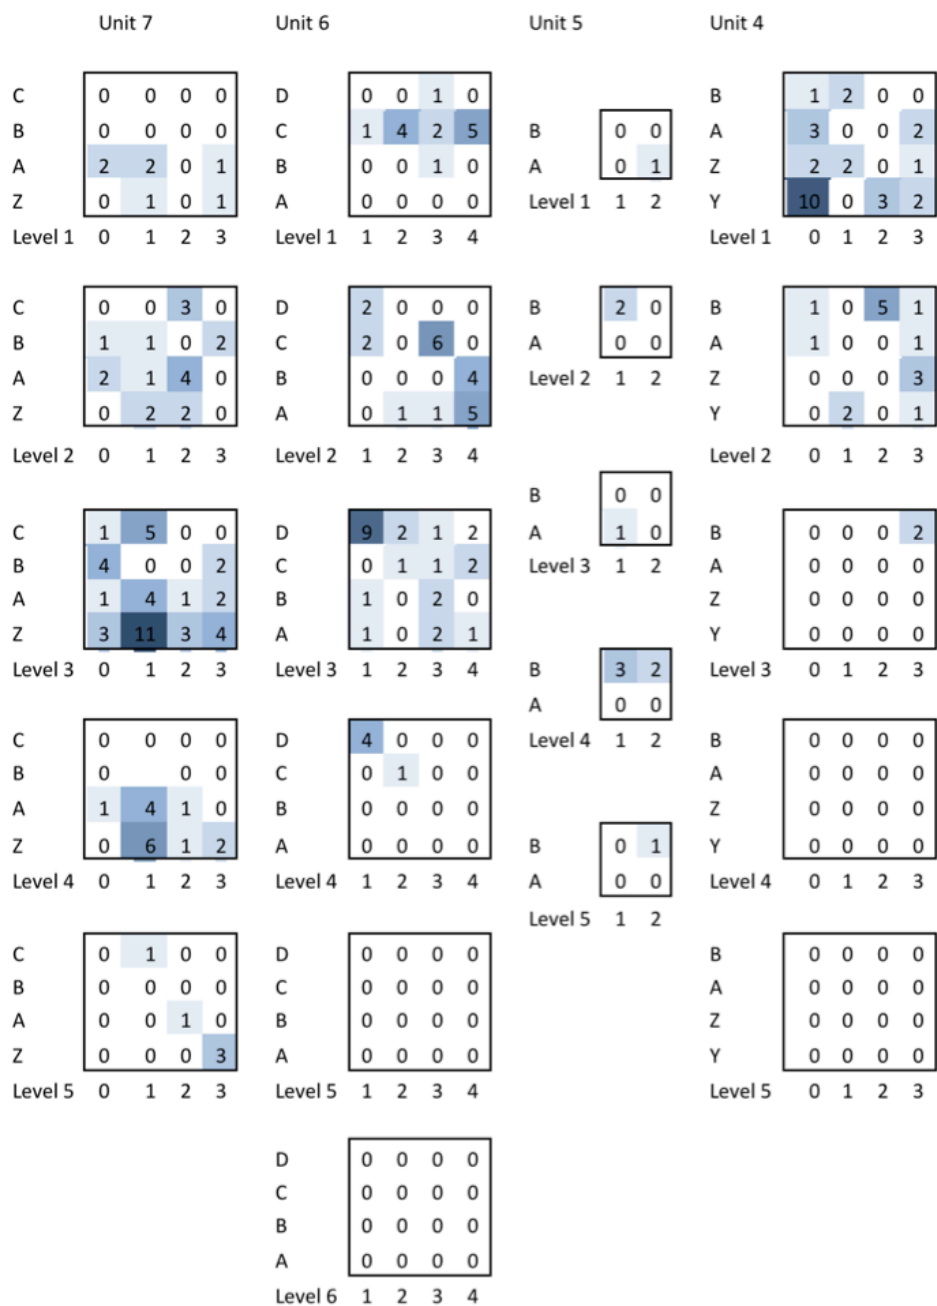 Unit 7 Unit 6 Unit 5 Unit 4
C 0 0 0 0
B 0 0 0 0
A 2 2 0 1
Z 0 1 0 1
Level 1 0 1 2 3
C 0 0 3 0
B 1 1 0 2
A 2 1 4 0
Z 0 2 2 0
Level 2 0 1 2 3
C 1 5 0 0
B 4 0 0 2
A 1 4 1 2
Z 3 11 3 4
Level 3 0 1 2 3
C 0 0 0 0
B 0 0 0
A 1 4 1 0
Z 0 6 1 2
Level 4 0 1 2 3
C 0 1 0 0
B 0 0 0 0
A 0 0 1 0
Z 0 0 0 3
Level 5 0 1 2 3
D 0 0 1 0
C 1 4 2 5
B 0 0 1 0
A 0 0 0 0
Level 1 1 2 3 4
D 2 0 0 0
C 2 0 6 0
B 0 0 0 4
A 0 1 1 5
Level 2 1 2 3 4
D 9 2 1 2
C 0 1 1 2
B 1 0 2 0
A 1 0 2 1
Level 3 1 2 3 4
D 4 0 0 0
C 0 1 0 0
B 0 0 0 0
A 0 0 0 0
Level 4 1 2 3 4
D 0 0 0 0
C 0 0 0 0
B 0 0 0 0
A 0 0 0 0
Level 5 1 2 3 4
D 0 0 0 0
C 0 0 0 0
B 0 0 0 0
A 0 0 0 0
Level 6 1 2 3 4
B 0 0
A 0 1
Level 1 1 2
B 2 0
A 0 0
Level 2 1 2
B 0 0
A 1 0
Level 3 1 2
B 3 2
A 0 0
Level 4 1 2
B 0 1
A 0 0
Level 5 1 2
B 1 2 0 0
A 3 0 0 2
Z 2 2 0 1
Y 10 0 3 2
Level 1 0 1 2 3
B 1 0 5 1
A 1 0 0 1
Z 0 0 0 3
Y 0 2 0 1
Level 2 0 1 2 3
B 0 0 0 2
A 0 0 0 0
Z 0 0 0 0
Y 0 0 0 0
Level 3 0 1 2 3
B 0 0 0 0
A 0 0 0 0
Z 0 0 0 0
Y 0 0 0 0
Level 4 0 1 2 3
B 0 0 0 0
A 0 0 0 0
Z 0 0 0 0
Y 0 0 0 0
Level 5 0 1 2 3